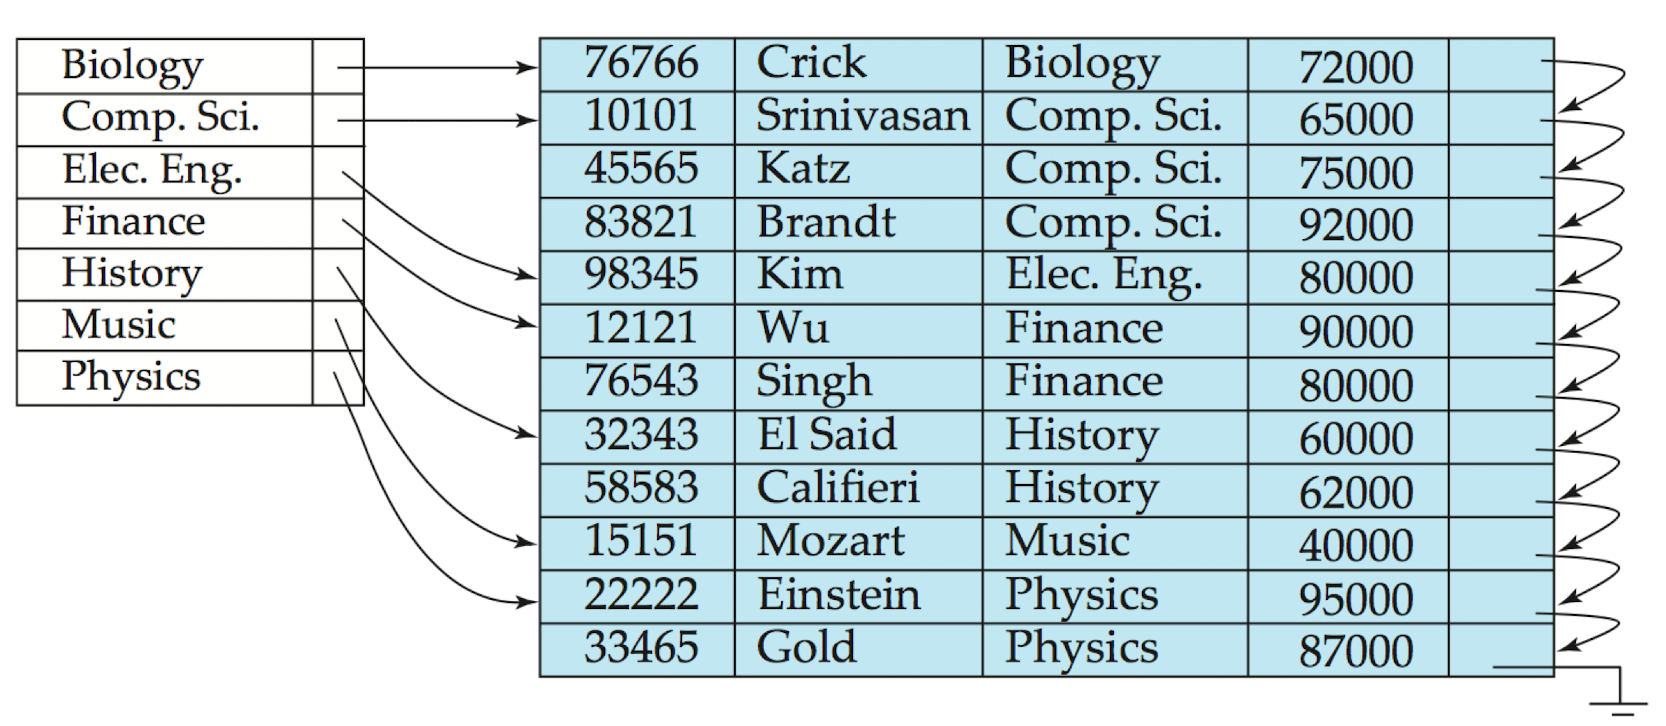 Biology
Comp. Sci.
Elec. Eng.
Finance
History
Music
Physics
76766 Crick Biology 72000
10101 Srinivasan Comp. Sci. 65000
45565 Katz Comp. Sci. 75000
83821 Brandt Comp. Sci. 92000
98345 Kim Elec. Eng. 80000
12121 Wu Finance 90000
76543 Singh Finance 80000
32343 El Said History 60000
58583 Califieri History 62000
15151 Mozart Music 40000
22222 Einstein Physics 95000
33465 Gold Physics 87000